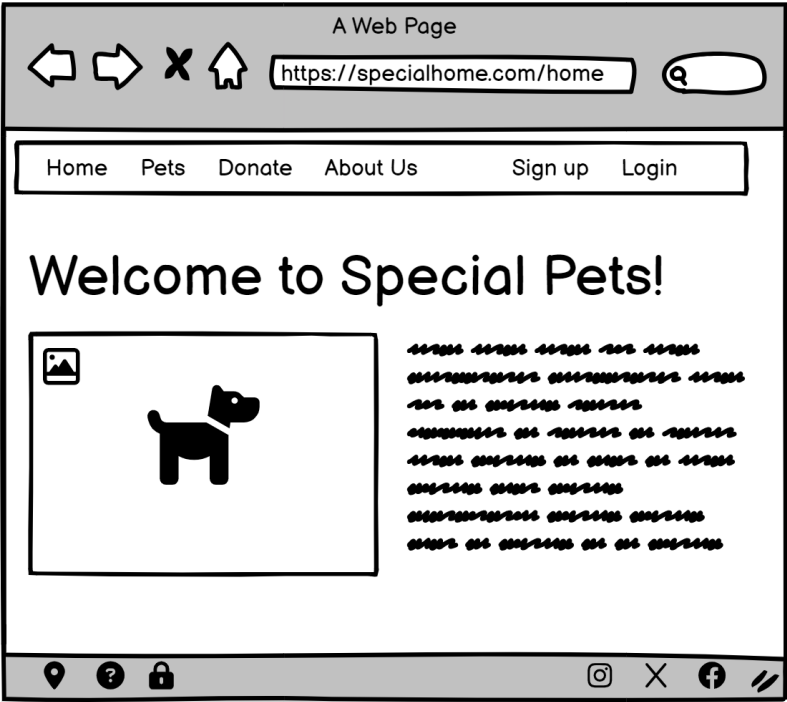 A Web Page
https://specialhome.com/home
Home Pets Donate About Us Sign up Login
Welcome to Special Pets!
?